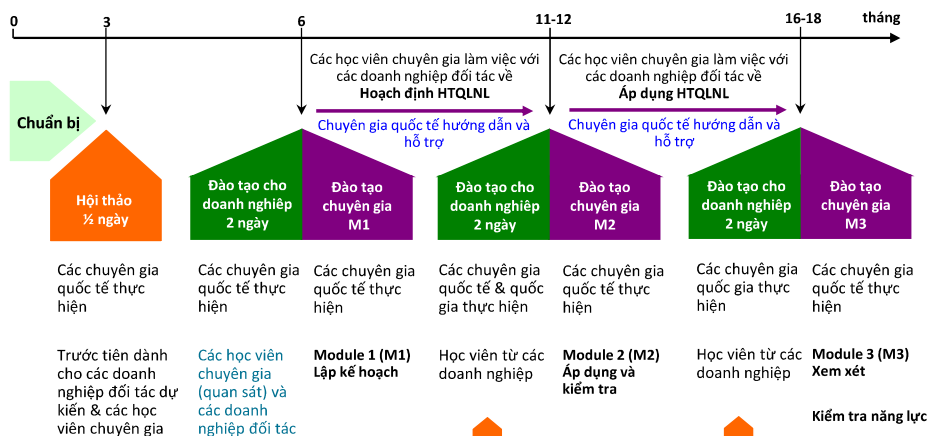 0
3
6
11-12
16-18
tháng
Các học viên chuyên gia làm việc với
các doanh nghiệp đối tác về
Hoạch định HTQLNL
Chuyên gia quốc tế hướng dẫn và
hỗ trợ
Các học viên chuyên gia làm việc với
các doanh nghiệp đối tác về
Áp dụng HTQLNL
Chuyên gia quốc tế hướng dẫn và
hỗ trợ
Chuẩn bị
Hội thảo
½ ngày
Đào tạo cho
doanh nghiêp
2 ngày
Đào tạo
chuyên gia
M1
Đào tạo cho
doanh nghiêp
2 ngày
Đào tạo
chuyên gia
M2
Đào tạo cho
doanh nghiêp
2 ngày
Đào tạo
chuyên gia
M3
Các chuyên gia
quốc tế thực
hiện
Các chuyên gia
quốc tế thực
hiện
Các chuyên gia
quốc tế thực
hiện
Các chuyên gia
quốc tế & quốc
gia thực hiện
Các chuyên gia
quốc tế thực
hiện
Các chuyên gia
quốc gia thực
hiện
Các chuyên gia
quốc tế thực
hiện
Trước tiên dành
cho các doanh
nghiệp đối tác dự
kiến & các học
viên chuyên gia
Các học viên
chuyên gia
(quan sát) và
các doanh
nghiệp đối tác
Module 1 (M1)
Lập kế hoạch
Học viên từ các
doanh nghiệp
Module 2 (M2)
Áp dụng và
kiểm tra
Học viên từ các
doanh nghiệp
Module 3 (M3)
Xem xét
Kiểm tra năng lực